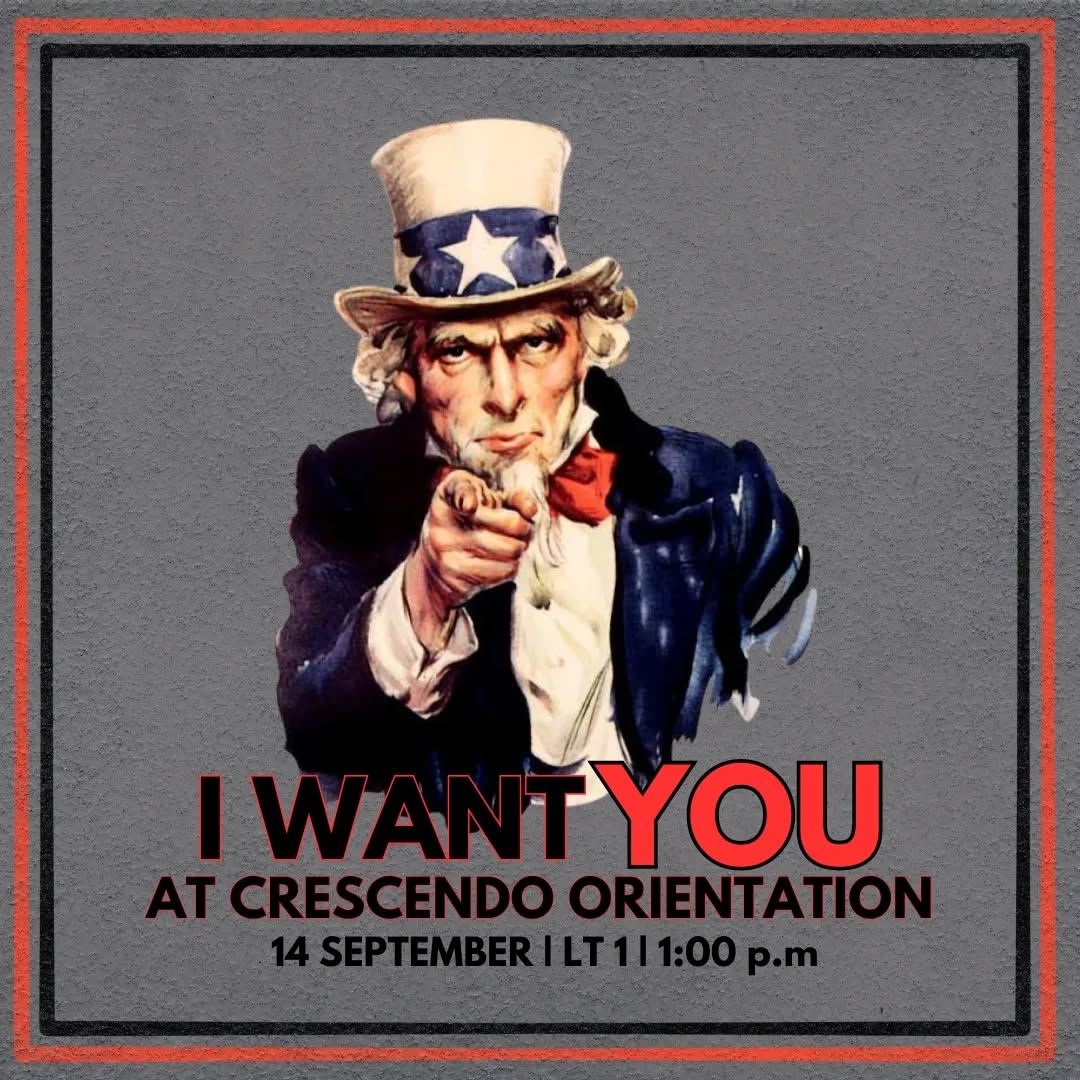 I WANT YOU
AT CRESCENDO ORIENTATION
14 SEPTEMBER | LT 1 | 1:00 p.m